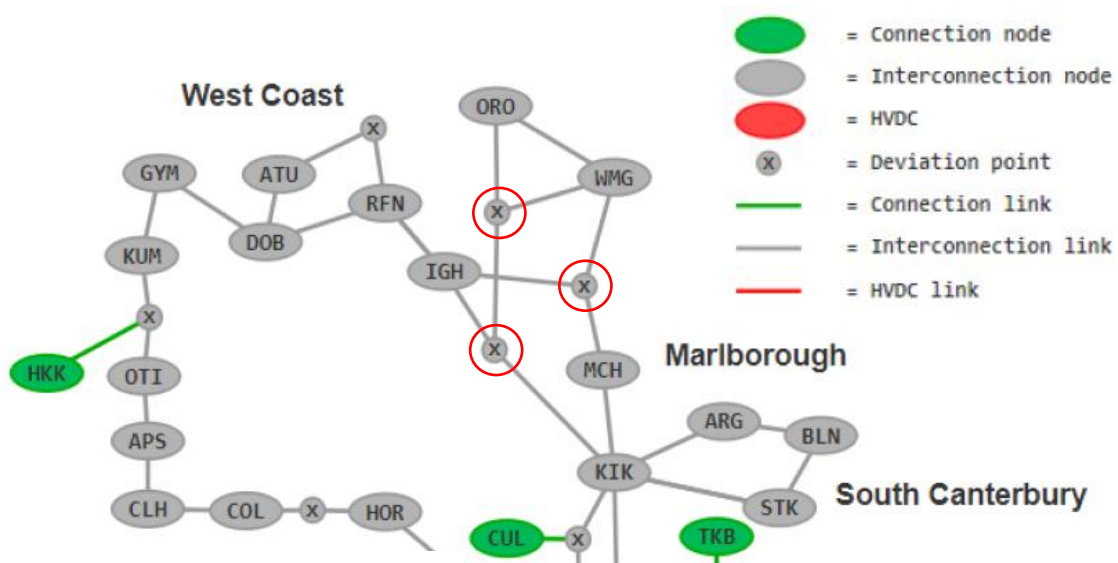 West Coast
ORO
GYM
ATU
x
RFN
WMG
x
DOB
KUM
IGH
x
x
HKK
OTI
x
MCH
Marlborough
APS
ARG
BLN
KIK
CLH
COL
x
HOR
STK
South Canterbury
CUL
x
TKB
= Connection node
= Interconnection node
= HVDC
x = Deviation point
= Connection link
= Interconnection link
= HVDC link